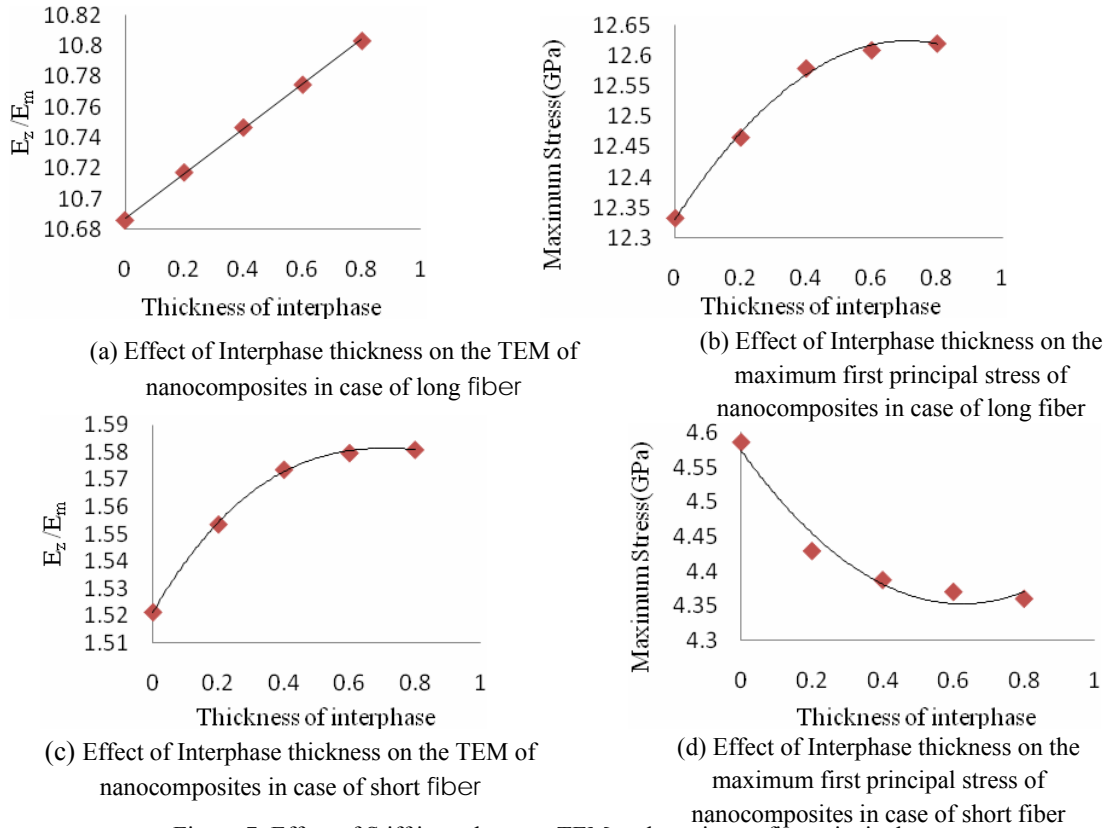 10.82
10.8
10.78
10.76
10.74
10.72
10.7
10.68
E_z /E_m
0 0.2 0.4 0.6 0.8 1
Thickness of interphase
(a) Effect of Interphase thickness on the TEM of
nanocomposites in case of long fiber
12.65
12.6
12.55
12.5
12.45
12.4
12.35
12.3
Maximum Stress(GPa)
0 0.2 0.4 0.6 0.8 1
Thickness of interphase
(b) Effect of Interphase thickness on the
maximum first principal stress of
nanocomposites in case of long fiber
1.59
1.58
1.57
1.56
1.55
1.54
1.53
1.52
1.51
E_z /E_m
0 0.2 0.4 0.6 0.8 1
Thickness of interphase
(c) Effect of Interphase thickness on the TEM of
nanocomposites in case of short fiber
4.6
4.55
4.5
4.45
4.4
4.35
4.3
Maximum Stress(GPa)
0 0.2 0.4 0.6 0.8 1
Thickness of interphase
(d) Effect of Interphase thickness on the
maximum first principal stress of
nanocomposites in case of short fiber